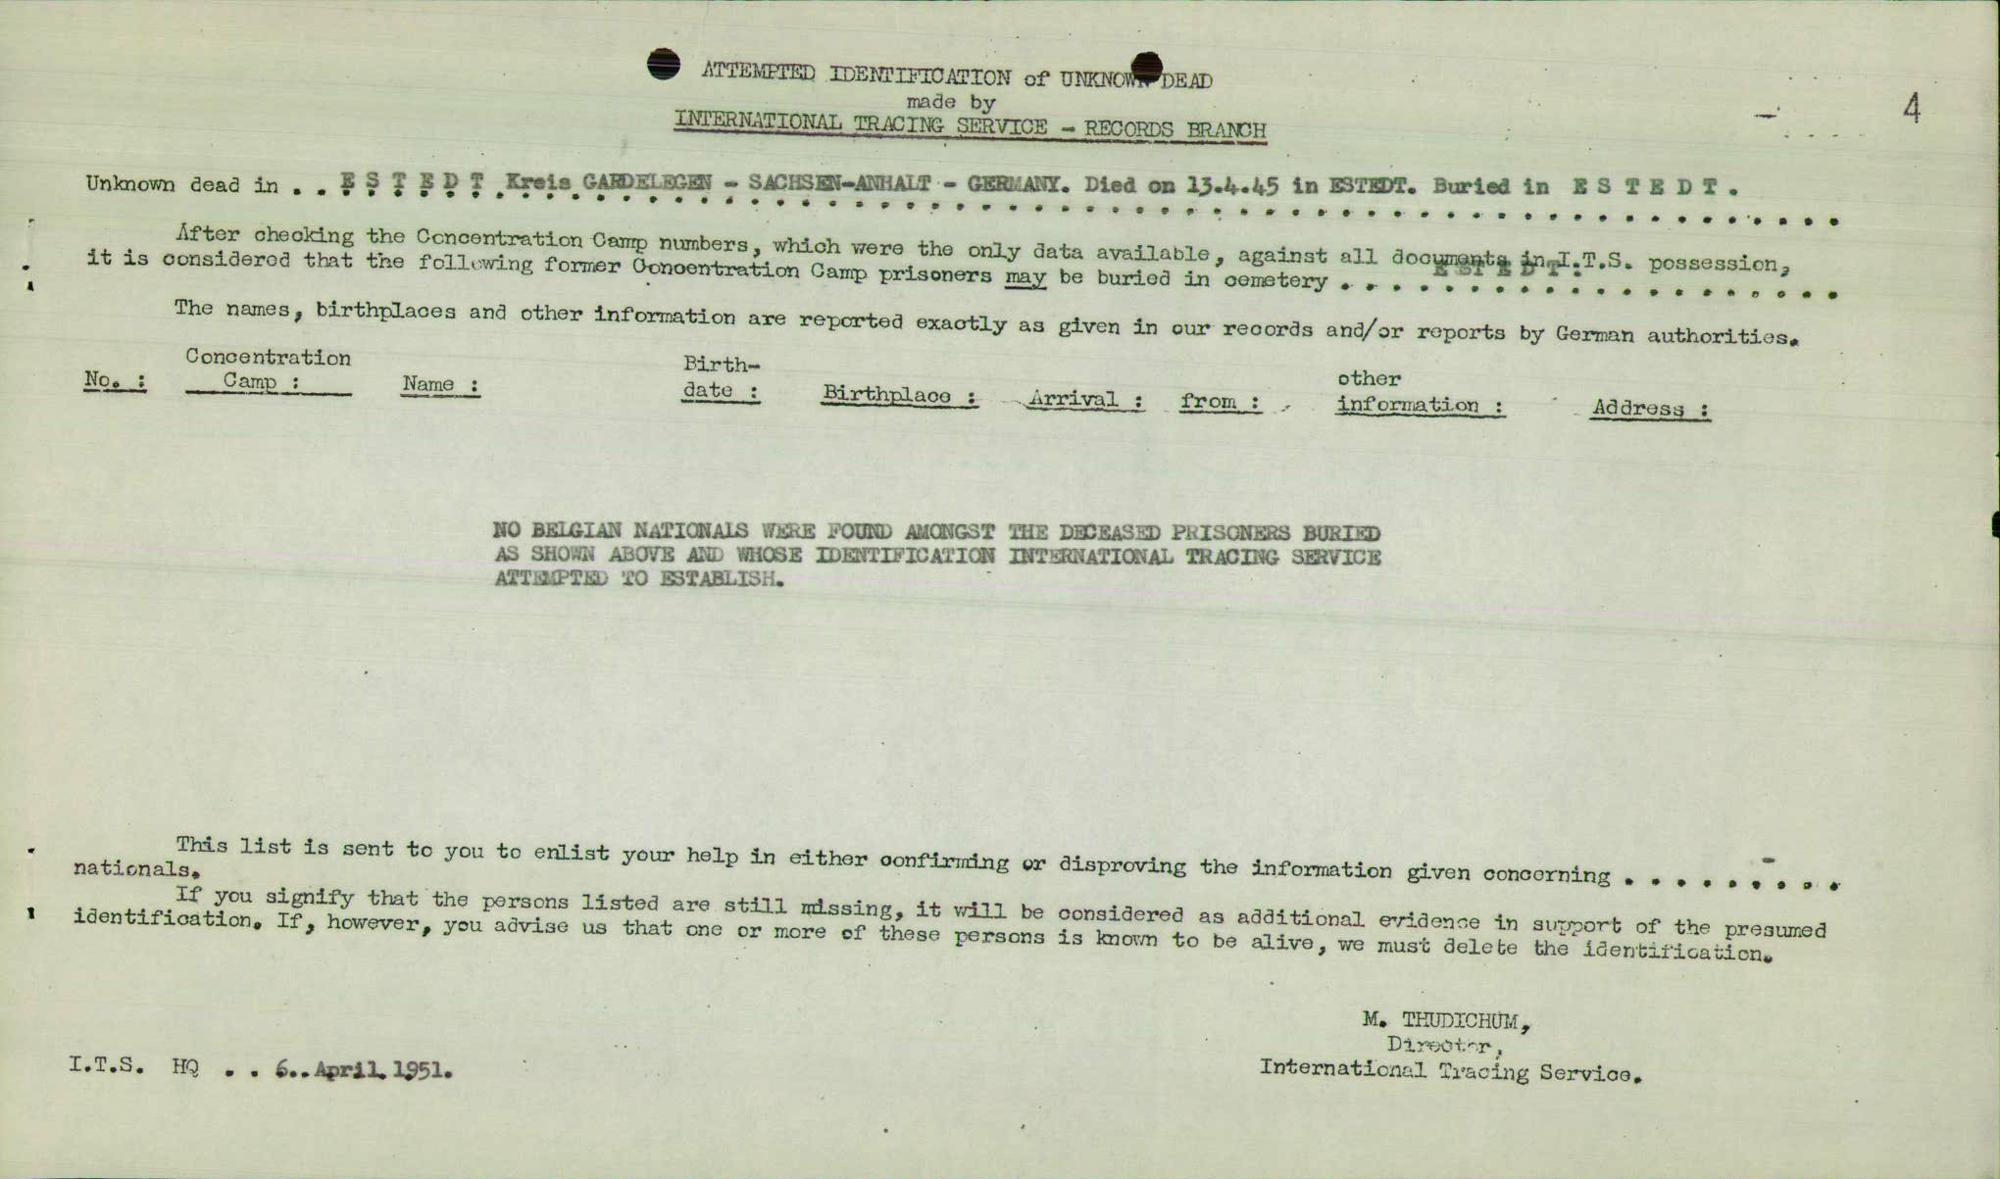 ATTEMPTED IDENTIFICATION of UNKNOWN DEAD
made by
INTERNATIONAL TRACING SERVICE - RECORDS BRANCH
4
Unknown dead in . . E S T E D T Kreis GARDELEGEN - SACHSEN-ANHALT - GERMANY. Died on 13.4.45 in ESTEDT. Buried in E S T E D T .
After checking the Concentration Camp numbers, which were the only data available, against all documents in I.T.S. possession,
it is considered that the following former Concentration Camp prisoners may be buried in cemetery . . . . E S T E D T . . . . . . . . . .
The names, birthplaces and other information are reported exactly as given in our records and/or reports by German authorities.
No. : Concentration Camp : Name : Birth-date : Birthplace : Arrival : from : other information : Address :
NO BELGIAN NATIONALS WERE FOUND AMONGST THE DECEASED PRISONERS BURIED
AS SHOWN ABOVE AND WHOSE IDENTIFICATION INTERNATIONAL TRACING SERVICE
ATTEMPTED TO ESTABLISH.
This list is sent to you to enlist your help in either confirming or disproving the information given concerning . . . . . - . . . .
nationals.
If you signify that the persons listed are still missing, it will be considered as additional evidence in support of the presumed
identification. If, however, you advise us that one or more of these persons is known to be alive, we must delete the identification.
M. THUDICHUM,
Director,
International Tracing Service.
I.T.S. HQ . . 6. April 1951.